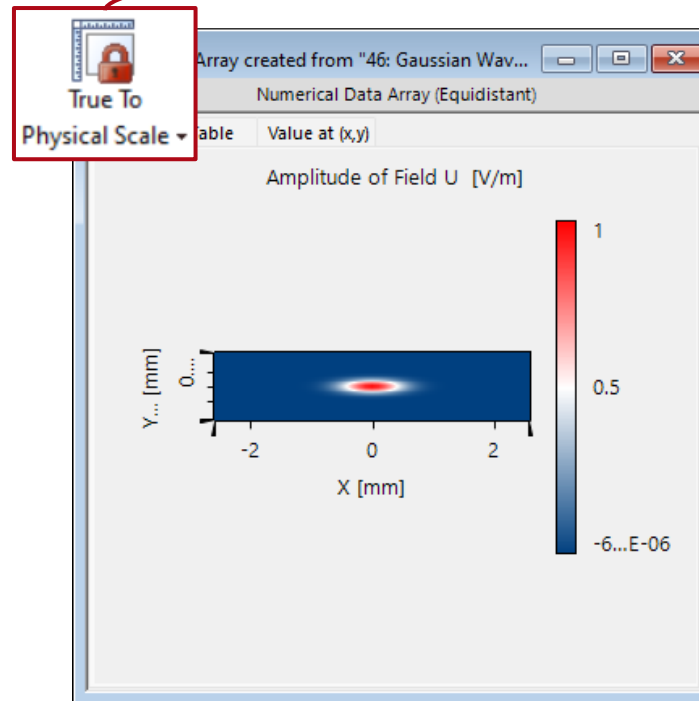 True To
Physical Scale
Array created from "46: Gaussian Wav...
Numerical Data Array (Equidistant)
Table
Value at (x,y)
Amplitude of Field U [V/m]
1
0.5
-6...E-06
Y... [mm]
0...
-2
0
2
X [mm]